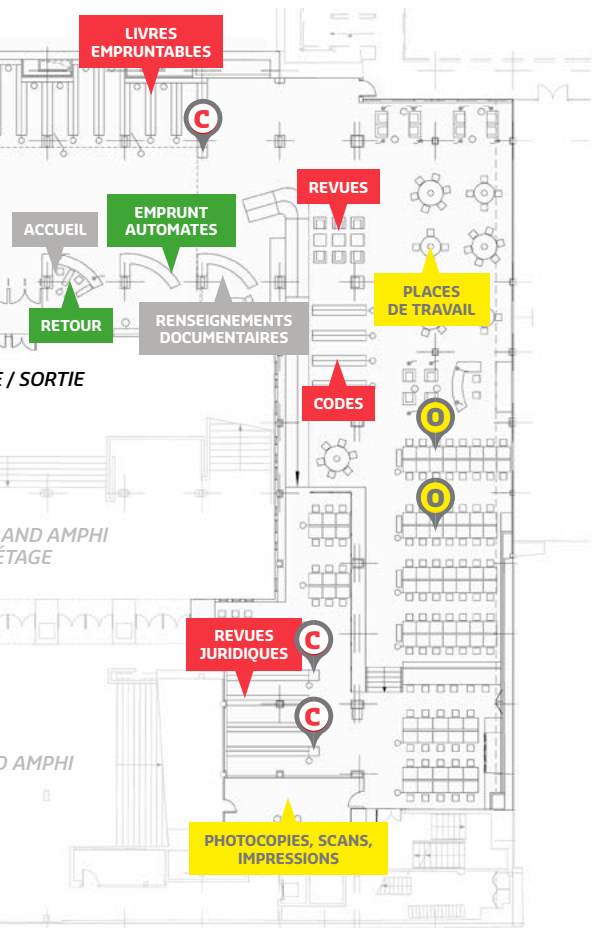 LIVRES
EMPRUNTABLES
C
REVUES
EMPRUNT
AUTOMATES
ACCUEIL
PLACES
DE TRAVAIL
RETOUR
RENSEIGNEMENTS
DOCUMENTAIRES
E / SORTIE
CODES
O
O
RAND AMPHI
ÉTAGE
REVUES
JURIDIQUES
C
C
D AMPHI
PHOTOCOPIES, SCANS,
IMPRESSIONS